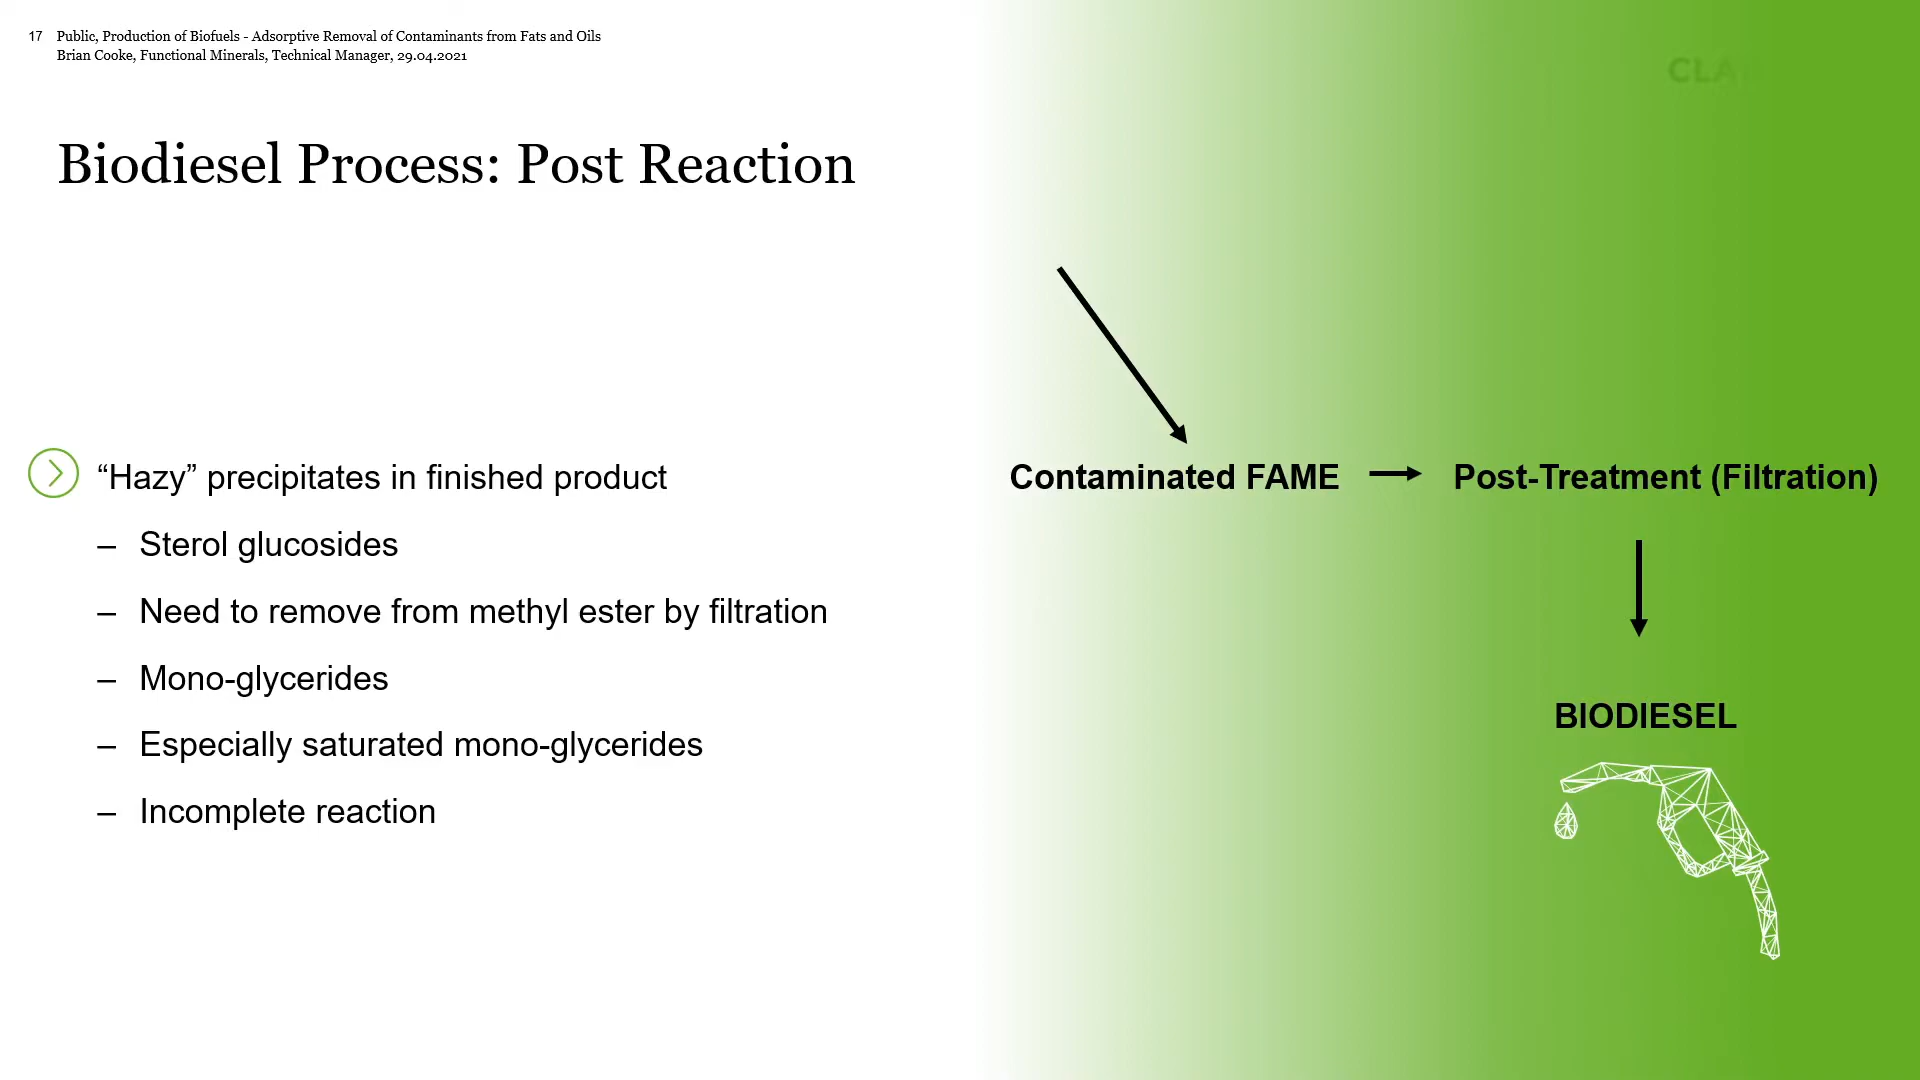 17 Public, Production of Biofuels - Adsorptive Removal of Contaminants from Fats and Oils
Brian Cooke, Functional Minerals, Technical Manager, 29.04.2021
Biodiesel Process: Post Reaction
“Hazy” precipitates in finished product
– Sterol glucosides
– Need to remove from methyl ester by filtration
– Mono-glycerides
– Especially saturated mono-glycerides
– Incomplete reaction
Contaminated FAME
Post-Treatment (Filtration)
BIODIESEL